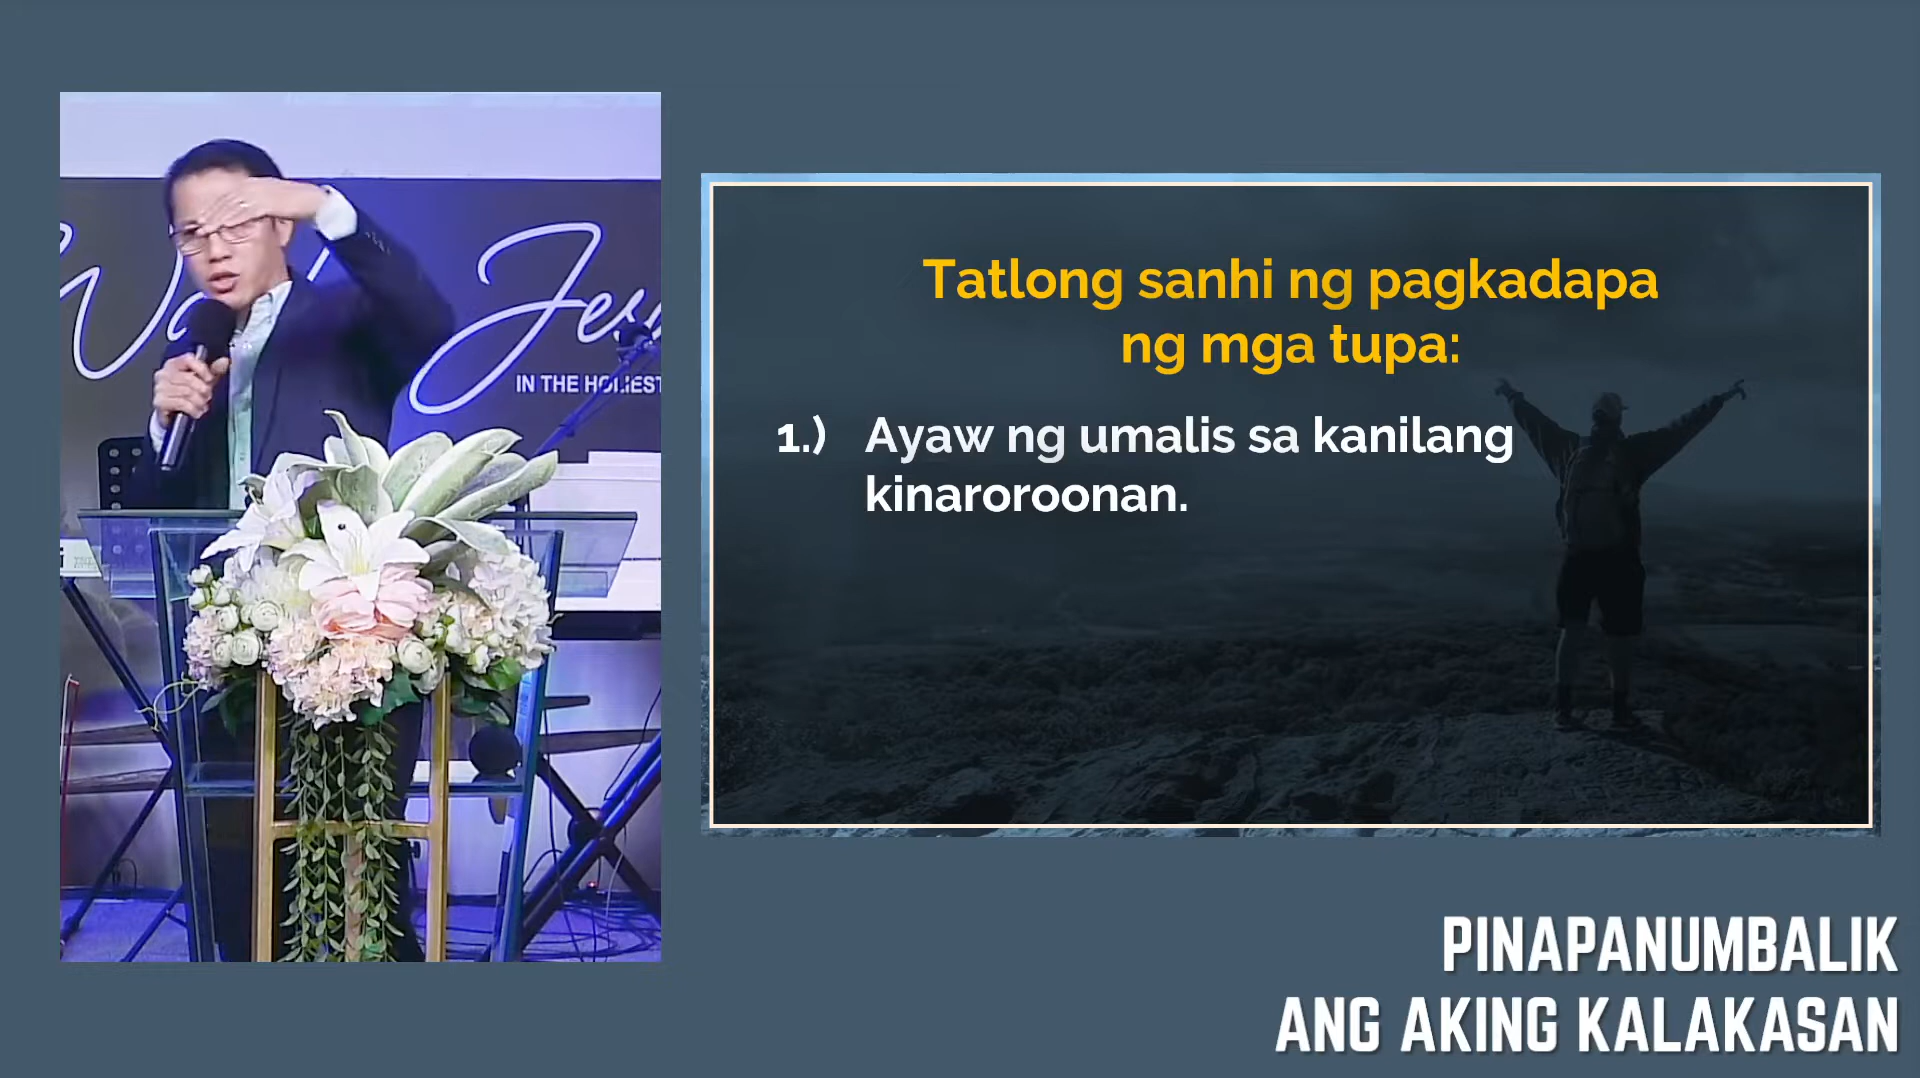 Jes
IN THE HOLIEST
Tatlong sanhi ng pagkadapa
ng mga tupa:
1.) Ayaw ng umalis sa kanilang
kinaroroonan.
PINAPANUMBALIK
ANG AKING KALAKASAN